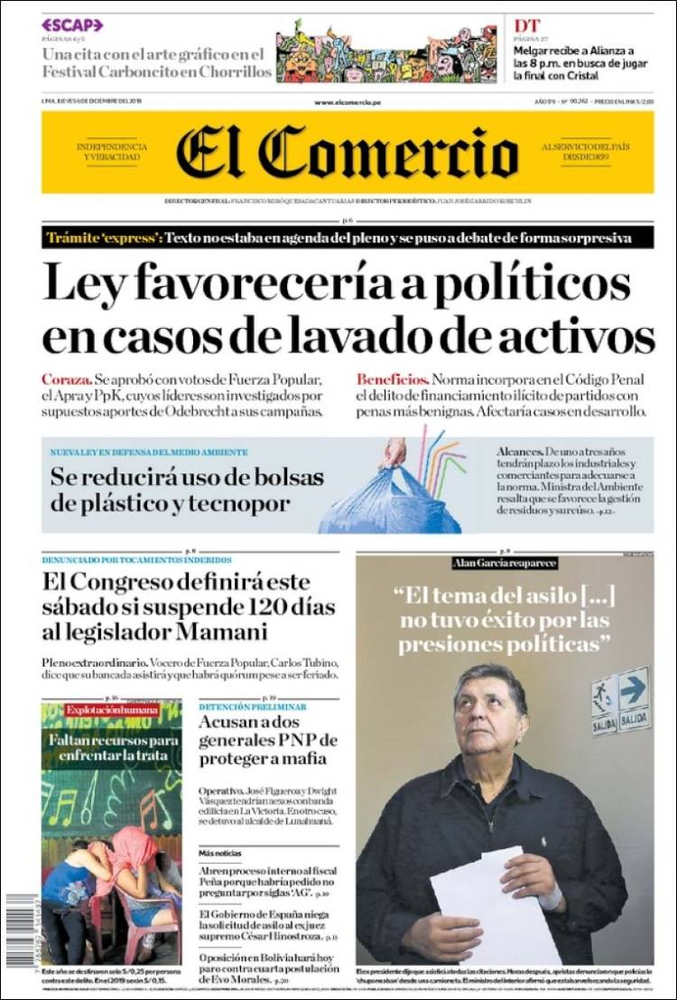 ESCAP
PÁGINAS 4 y 5
Una cita con el arte gráfico en el
Festival Carboncito en Chorrillos
DT
PÁGINA 27
Melgar recibe a Alianza a
las 8 p.m. en busca de jugar
la final con Cristal
LIMA, JUEVES 6 DE DICIEMBRE DEL 2018
www.elcomercio.pe
AÑO 179 - Nº 90,262 - PRECIO EN LIMA S/2.00
INDEPENDENCIA
Y VERACIDAD
El Comercio
AL SERVICIO DEL PAÍS
DESDE 1839
DIRECTOR GENERAL: FRANCISCO MIRÓ QUESADA CANTUARIAS DIRECTOR PERIODÍSTICO: JUAN JOSÉ GARRIDO KOECHLIN
p.6
Trámite ‘express’: Texto no estaba en agenda del pleno y se puso a debate de forma sorpresiva
Ley favorecería a políticos
en casos de lavado de activos
Coraza. Se aprobó con votos de Fuerza Popular,
el Apra y PpK, cuyos líderes son investigados por
supuestos aportes de Odebrecht a sus campañas.
Beneficios. Norma incorpora en el Código Penal
el delito de financiamiento ilícito de partidos con
penas más benignas. Afectaría casos en desarrollo.
NUEVA LEY EN DEFENSA DEL MEDIO AMBIENTE
Se reducirá uso de bolsas
de plástico y tecnopor
Alcances. De uno a tres años
tendrán plazo los industriales y
comerciantes para adecuarse a
la norma. Ministra del Ambiente
resalta que se favorece la gestión
de residuos y su reúso. -p.12-
p.8
DENUNCIADO POR TOCAMIENTOS INDEBIDOS
El Congreso definirá este
sábado si suspende 120 días
al legislador Mamani
Pleno extraordinario. Vocero de Fuerza Popular, Carlos Tubino,
dice que su bancada asistirá y que habrá quórum pese a ser feriado.
p.16
Explotación humana
Faltan recursos para
enfrentar la trata
Este año se destinaron solo S/0,25 por persona
contra este delito. En el 2019 serán S/0,15.
p.19
DETENCIÓN PRELIMINAR
Acusan a dos
generales PNP de
proteger a mafia
Operativo. José Figueroa y Dwight
Vásquez tendrían nexos con banda
edilicia en La Victoria. En otro caso,
se detuvo al alcalde de Lunahuaná.
Más noticias
Abren proceso interno al fiscal
Peña porque habría pedido no
preguntar por siglas ‘AG’. -p.10
El Gobierno de España niega
la solicitud de asilo al ex juez
supremo César Hinostroza. -p.11
Oposición en Bolivia hará hoy
paro contra cuarta postulación
de Evo Morales. -p.20
p.8
Alan García reaparece
“El tema del asilo [...]
no tuvo éxito por las
presiones políticas”
SALIDA
SALIDA
El ex presidente dijo que asistirá a todas las citaciones. Horas después, apristas denunciaron que policías lo
‘chuponeaban’ desde una camioneta. El ministro del Interior afirmó que estaban reforzando la seguridad.